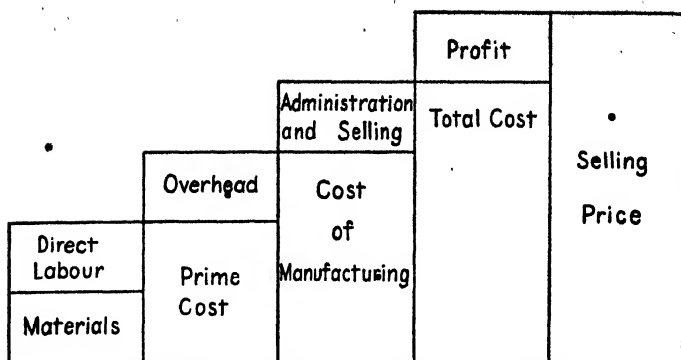 Profit
Administration
and Selling
Total Cost
Selling
Price
Overhead
Cost
of
Manufacturing
Direct
Labour
Prime
Cost
Materials